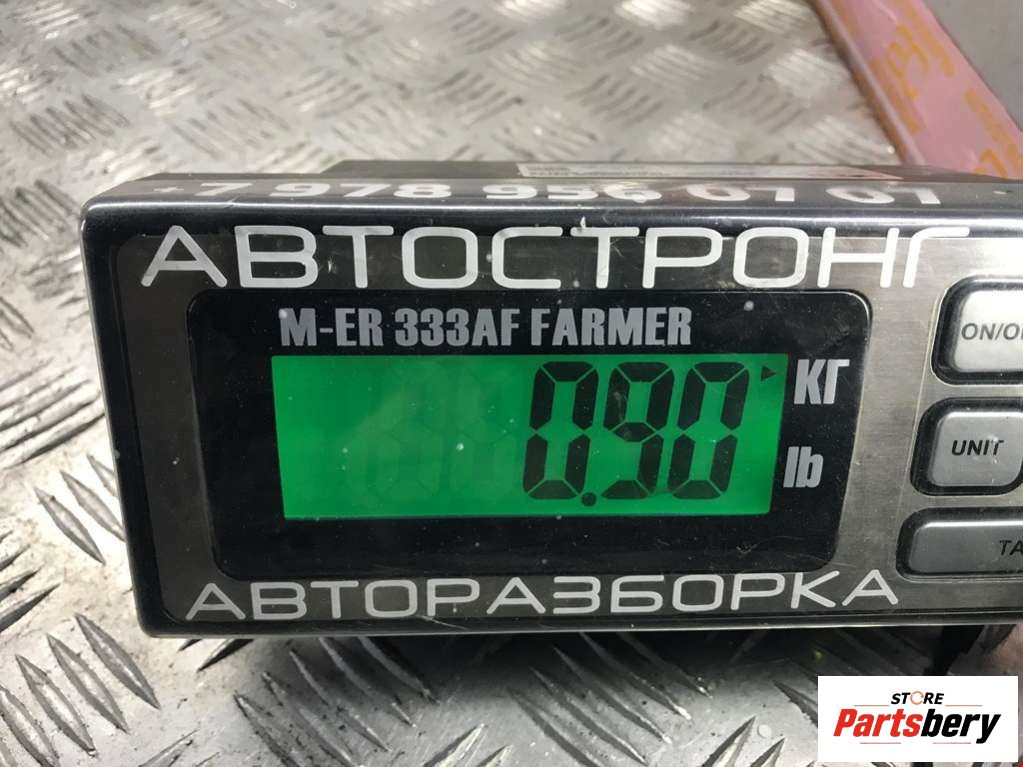 +7 978 956 01 01
АВТОСТРОНГ
M-ER 333AF FARMER
0.90
КГ
lb
UNIT
АВТОРАЗБОРКА
STORE
Partsbery